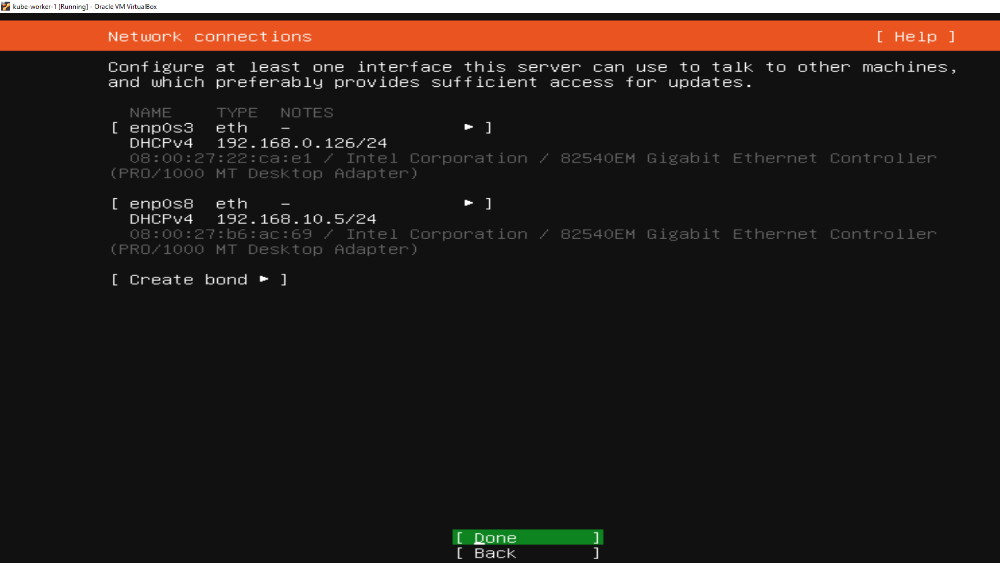 kube-worker-1 [Running] - Oracle VM VirtualBox
Network connections [ Help ]
Configure at least one interface this server can use to talk to other machines,
and which preferably provides sufficient access for updates.
NAME TYPE NOTES
[ enp0s3 eth – ▸ ]
DHCPv4 192.168.0.126/24
08:00:27:22:ca:e1 / Intel Corporation / 82540EM Gigabit Ethernet Controller
(PRO/1000 MT Desktop Adapter)
[ enp0s8 eth – ▸ ]
DHCPv4 192.168.10.5/24
08:00:27:b6:ac:69 / Intel Corporation / 82540EM Gigabit Ethernet Controller
(PRO/1000 MT Desktop Adapter)
[ Create bond ▸ ]
[ Done ]
[ Back ]